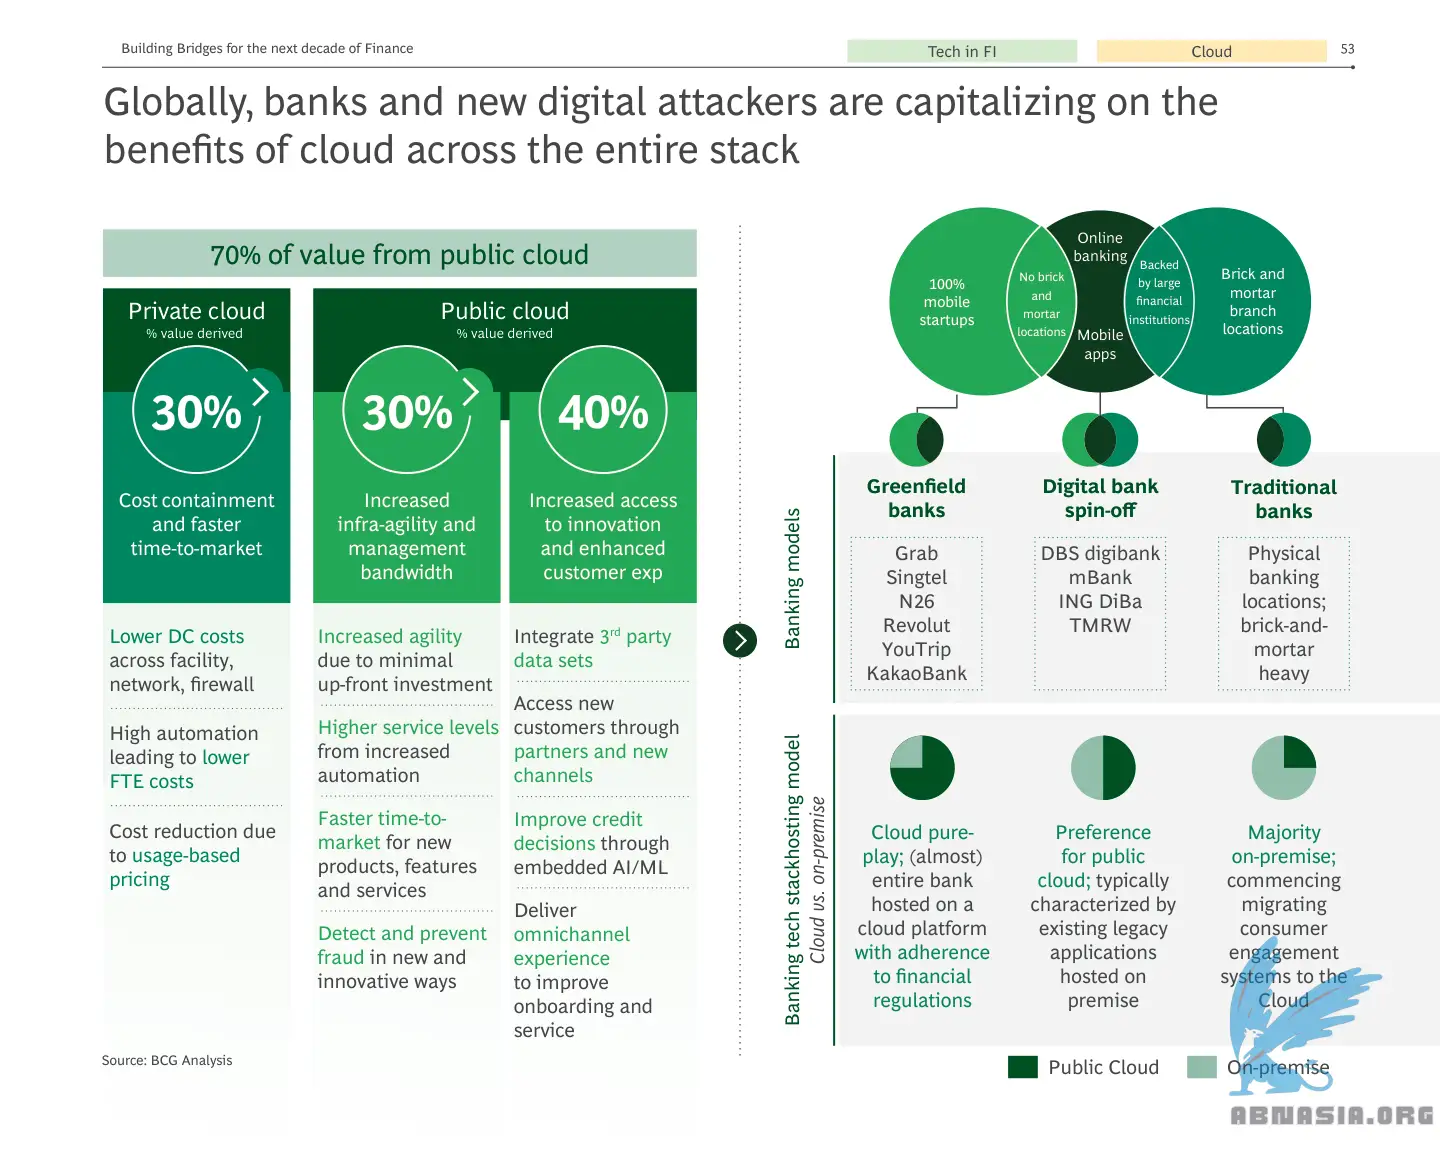 Building Bridges for the next decade of Finance
Tech in FI
Cloud
53
Globally, banks and new digital attackers are capitalizing on the
benefits of cloud across the entire stack
70% of value from public cloud
Private cloud
% value derived
30%
Cost containment
and faster
time-to-market
Lower DC costs
across facility,
network, firewall
High automation
leading to lower
FTE costs
Cost reduction due
to usage-based
pricing
Public cloud
% value derived
30%
Increased
infra-agility and
management
bandwidth
Increased agility
due to minimal
up-front investment
Higher service levels
from increased
automation
Faster time-to-
market for new
products, features
and services
Detect and prevent
fraud in new and
innovative ways
40%
Increased access
to innovation
and enhanced
customer exp
Integrate 3rd party
data sets
Access new
customers through
partners and new
channels
Improve credit
decisions through
embedded AI/ML
Deliver
omnichannel
experience
to improve
onboarding and
service
Source: BCG Analysis
100%
mobile
startups
No brick
and
mortar
locations
Online
banking
Mobile
apps
Backed
by large
financial
institutions
Brick and
mortar
branch
locations
Banking models
Greenfield
banks
Grab
Singtel
N26
Revolut
YouTrip
KakaoBank
Digital bank
spin-off
DBS digibank
mBank
ING DiBa
TMRW
Traditional
banks
Physical
banking
locations;
brick-and-
mortar
heavy
Banking tech stackhosting model
Cloud vs. on-premise
Cloud pure-
play; (almost)
entire bank
hosted on a
cloud platform
with adherence
to financial
regulations
Preference
for public
cloud; typically
characterized by
existing legacy
applications
hosted on
premise
Majority
on-premise;
commencing
migrating
consumer
engagement
systems to the
Cloud
Public Cloud
On-premise
ABNASIA.ORG